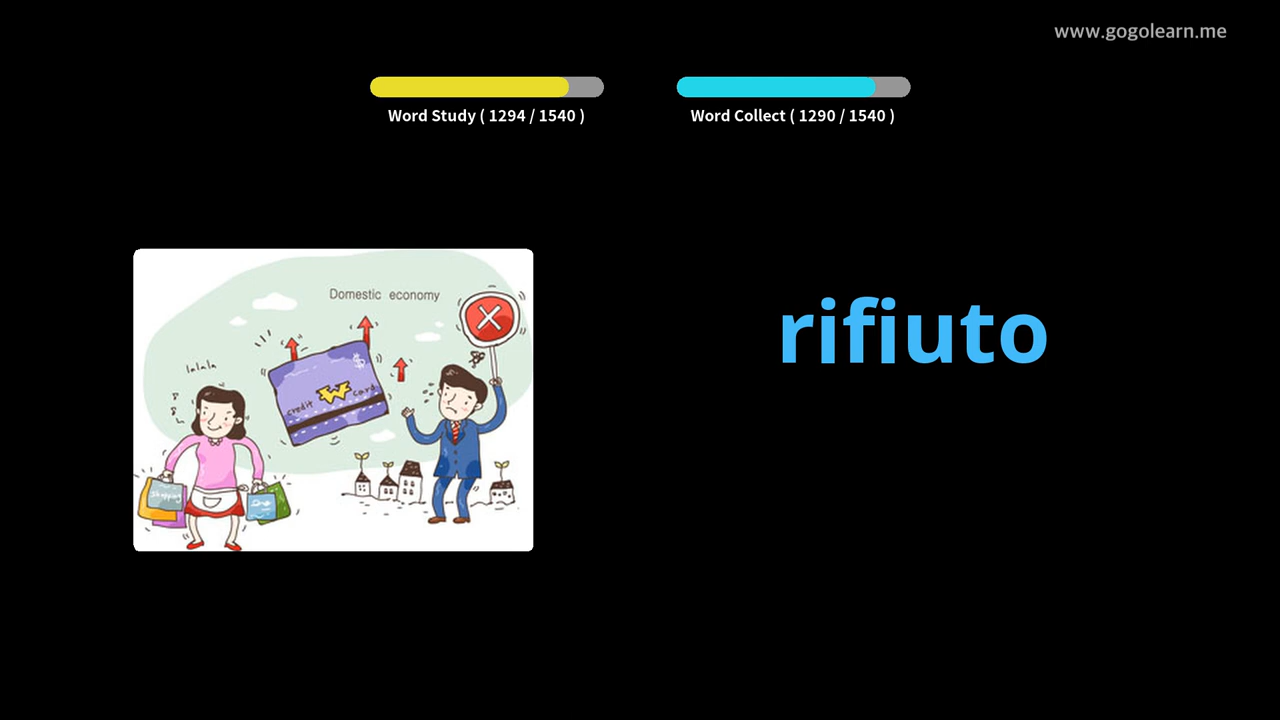 www.gogolearn.me
Word Study ( 1294 / 1540 )
Word Collect ( 1290 / 1540 )
Domestic economy
lalala
$
W
credit card
Shopping
rifiuto